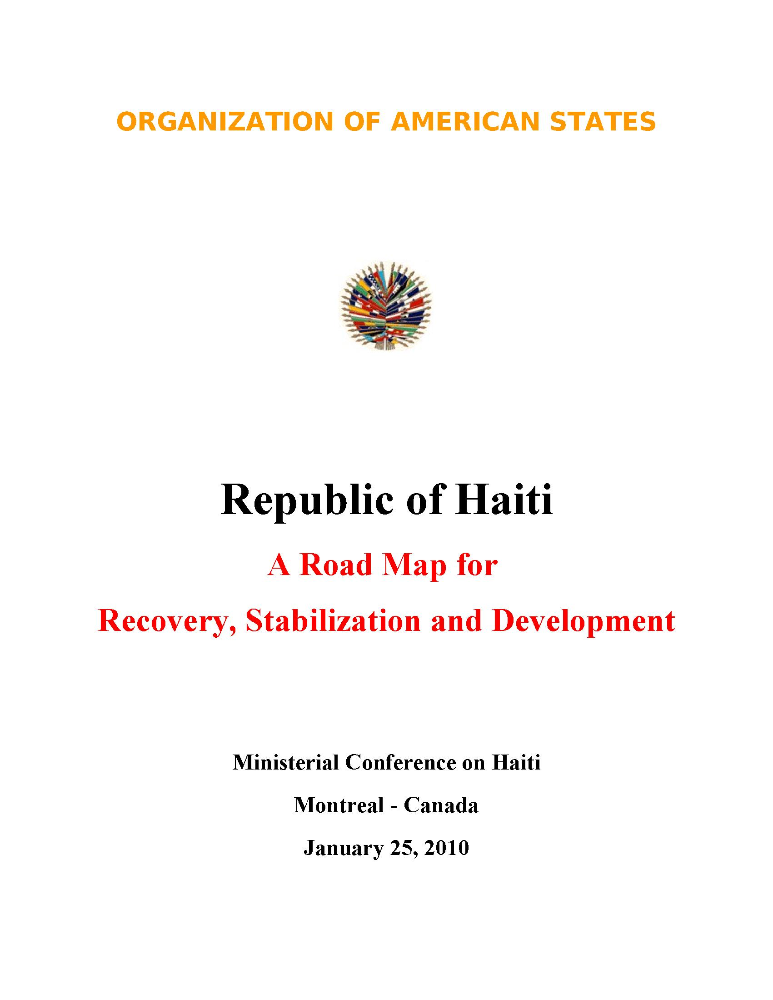 ORGANIZATION OF AMERICAN STATES
Republic of Haiti
A Road Map for
Recovery, Stabilization and Development
Ministerial Conference on Haiti
Montreal - Canada
January 25, 2010